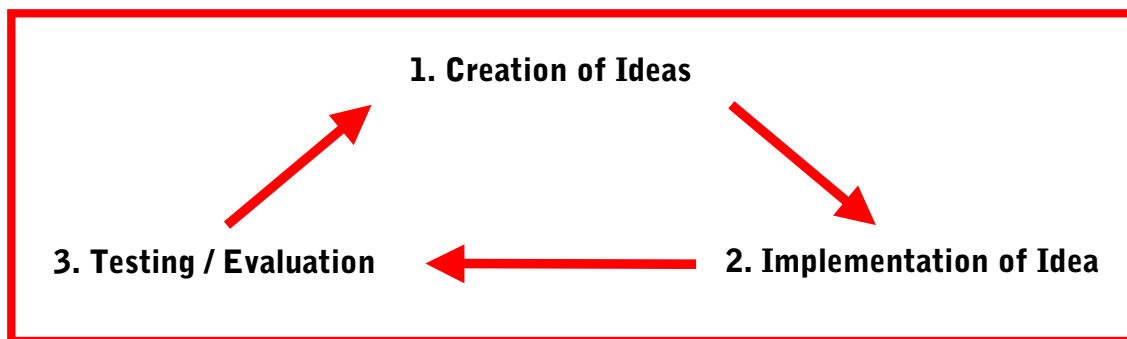 1. Creation of Ideas
2. Implementation of Idea
3. Testing / Evaluation